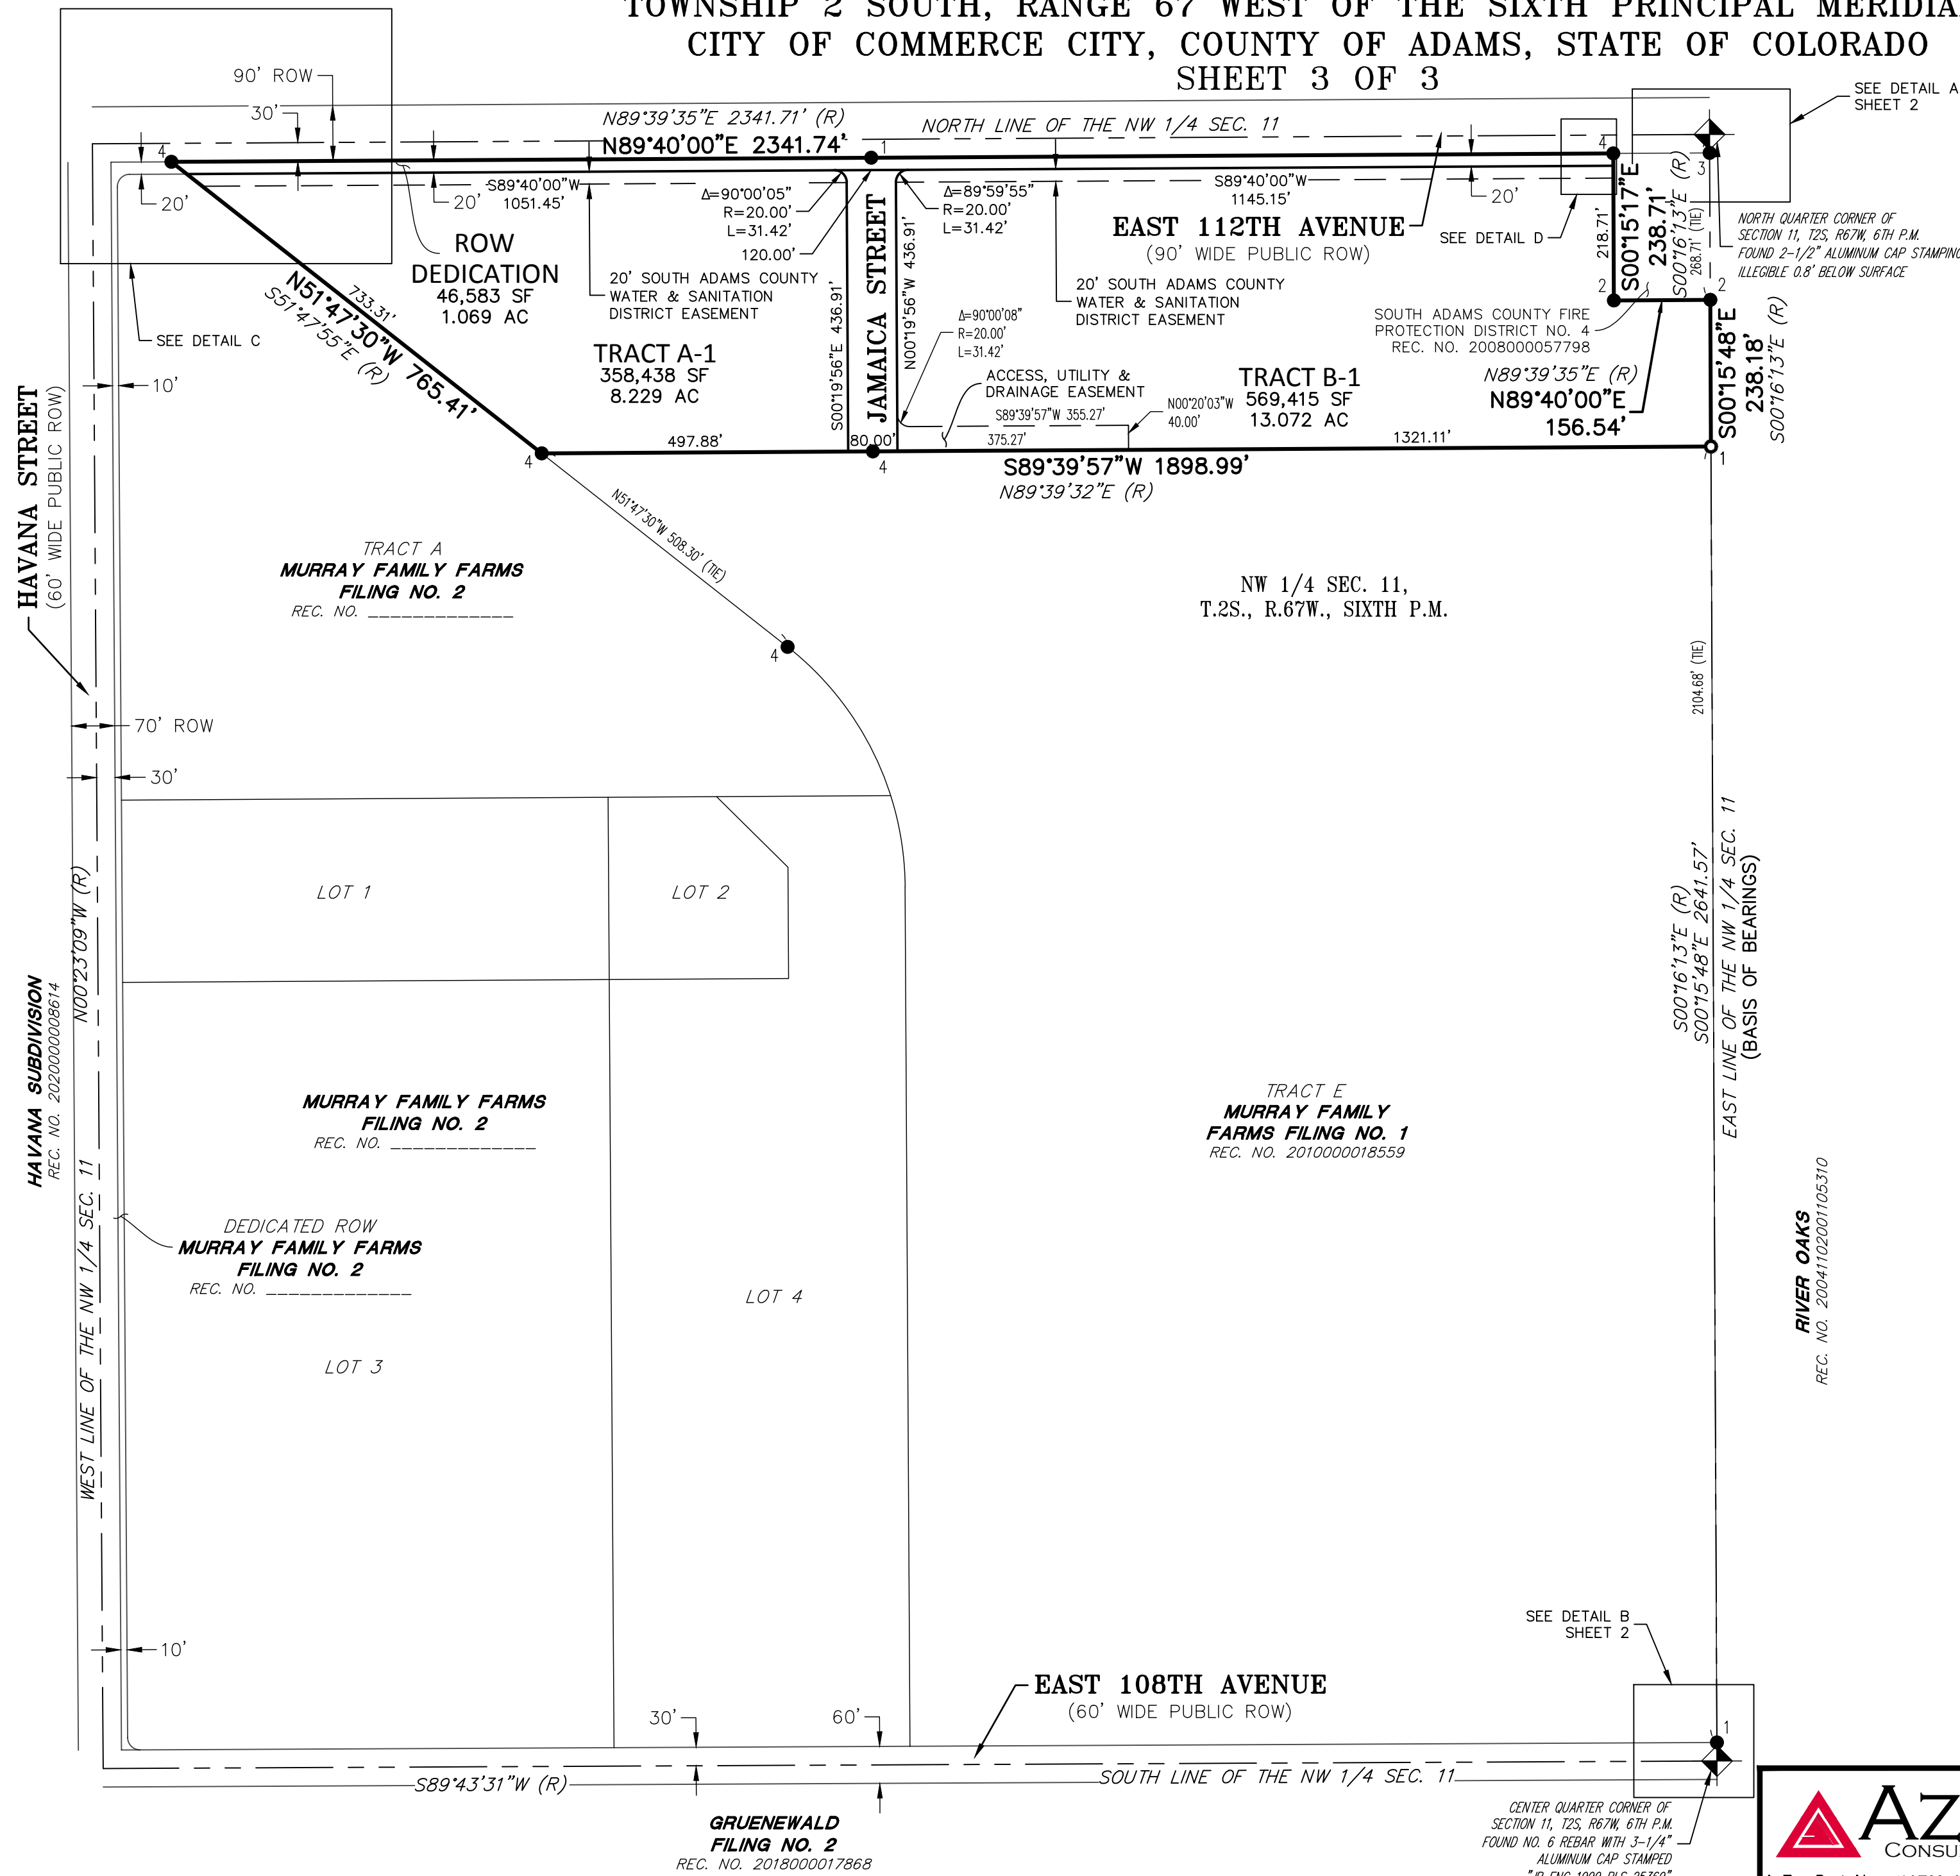 TOWNSHIP 2 SOUTH, RANGE 67 WEST OF THE SIXTH PRINCIPAL MERIDIA
CITY OF COMMERCE CITY, COUNTY OF ADAMS, STATE OF COLORADO
SHEET 3 OF 3
90' ROW
30'
SEE DETAIL A
SHEET 2
N89°39'35"E 2341.71' (R)
N89°40'00"E 2341.74'
NORTH LINE OF THE NW 1/4 SEC. 11
4
1
4
3
20'
20'
S89°40'00"W
1051.45'
Δ=90°00'05"
R=20.00'
L=31.42'
120.00'
Δ=89°59'55"
R=20.00'
L=31.42'
S89°40'00"W
1145.15'
20'
EAST 112TH AVENUE
(90' WIDE PUBLIC ROW)
SEE DETAIL D
218.71'
S00°15'17"E
238.71'
S00°16'13"E (R)
268.71' (TIE)
NORTH QUARTER CORNER OF
SECTION 11, T2S, R67W, 6TH P.M.
FOUND 2-1/2" ALUMINUM CAP STAMPING
ILLEGIBLE 0.8' BELOW SURFACE
ROW
DEDICATION
46,583 SF
1.069 AC
20' SOUTH ADAMS COUNTY
WATER & SANITATION
DISTRICT EASEMENT
JAMAICA STREET
S00°19'56"E 436.91'
N00°19'56"W 436.91'
20' SOUTH ADAMS COUNTY
WATER & SANITATION
DISTRICT EASEMENT
2
2
SOUTH ADAMS COUNTY FIRE
PROTECTION DISTRICT NO. 4
REC. NO. 2008000057798
733.31'
N51°47'30"W 765.41'
S51°47'55"E (R)
SEE DETAIL C
TRACT A-1
358,438 SF
8.229 AC
Δ=90°00'08"
R=20.00'
L=31.42'
ACCESS, UTILITY &
DRAINAGE EASEMENT
S89°39'57"W 355.27'
N00°20'03"W
40.00'
TRACT B-1
569,415 SF
13.072 AC
N89°39'35"E (R)
N89°40'00"E
156.54'
S00°15'48"E
238.18'
S00°16'13"E (R)
10'
HAVANA STREET
(60' WIDE PUBLIC ROW)
497.88'
80.00'
375.27'
1321.11'
4
4
1
S89°39'57"W 1898.99'
N89°39'32"E (R)
N51°47'30"W 508.30' (TIE)
TRACT A
MURRAY FAMILY FARMS
FILING NO. 2
REC. NO. _____________
NW 1/4 SEC. 11,
T.2S., R.67W., SIXTH P.M.
4
2104.68' (TIE)
70' ROW
30'
LOT 1
LOT 2
N00°23'09"W (R)
S00°16'13"E (R)
S00°15'48"E 2641.57'
EAST LINE OF THE NW 1/4 SEC. 11
(BASIS OF BEARINGS)
HAVANA SUBDIVISION
REC. NO. 2020000008614
MURRAY FAMILY FARMS
FILING NO. 2
REC. NO. _____________
TRACT E
MURRAY FAMILY
FARMS FILING NO. 1
REC. NO. 2010000018559
WEST LINE OF THE NW 1/4 SEC. 11
DEDICATED ROW
MURRAY FAMILY FARMS
FILING NO. 2
REC. NO. _____________
RIVER OAKS
REC. NO. 20041102001105310
LOT 4
LOT 3
10'
SEE DETAIL B
SHEET 2
EAST 108TH AVENUE
(60' WIDE PUBLIC ROW)
30'
60'
1
S89°43'31"W (R)
SOUTH LINE OF THE NW 1/4 SEC. 11
GRUENEWALD
FILING NO. 2
REC. NO. 2018000017868
CENTER QUARTER CORNER OF
SECTION 11, T2S, R67W, 6TH P.M.
FOUND NO. 6 REBAR WITH 3-1/4"
ALUMINUM CAP STAMPED
AZ
CONSU